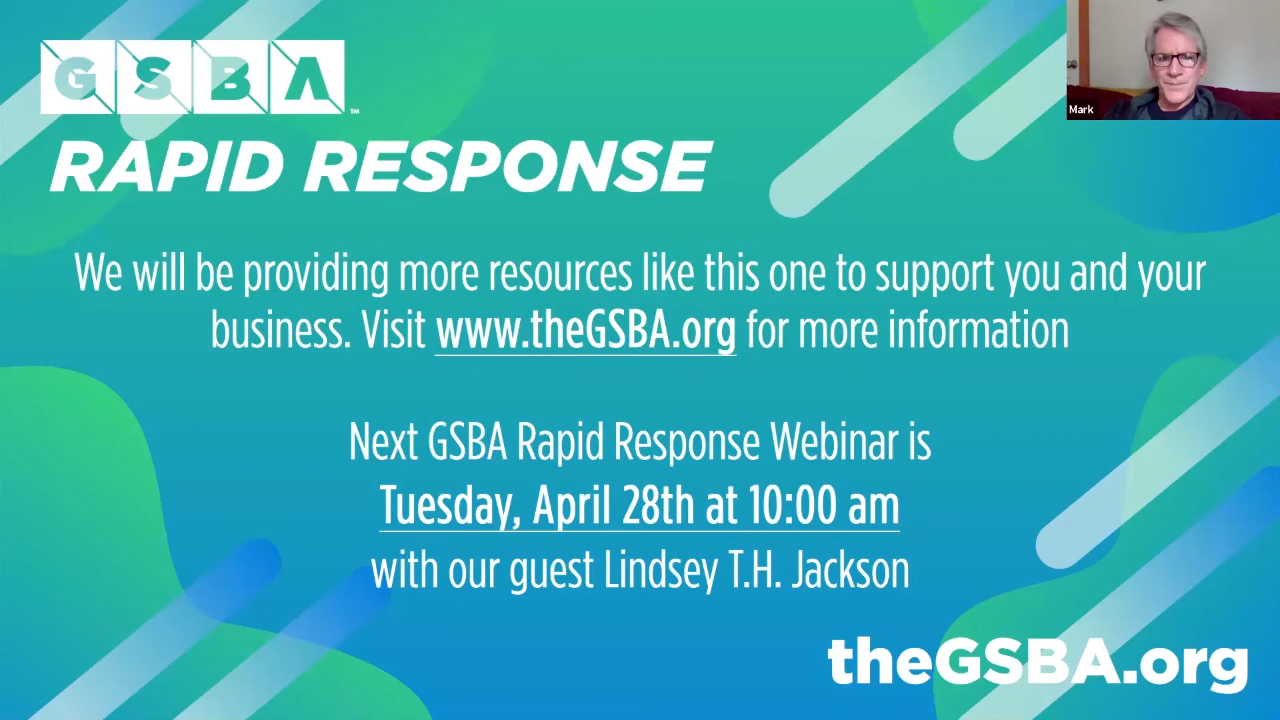 GSBA™
Mark
RAPID RESPONSE
We will be providing more resources like this one to support you and your
business. Visit www.theGSBA.org for more information
Next GSBA Rapid Response Webinar is
Tuesday, April 28th at 10:00 am
with our guest Lindsey T.H. Jackson
theGSBA.org